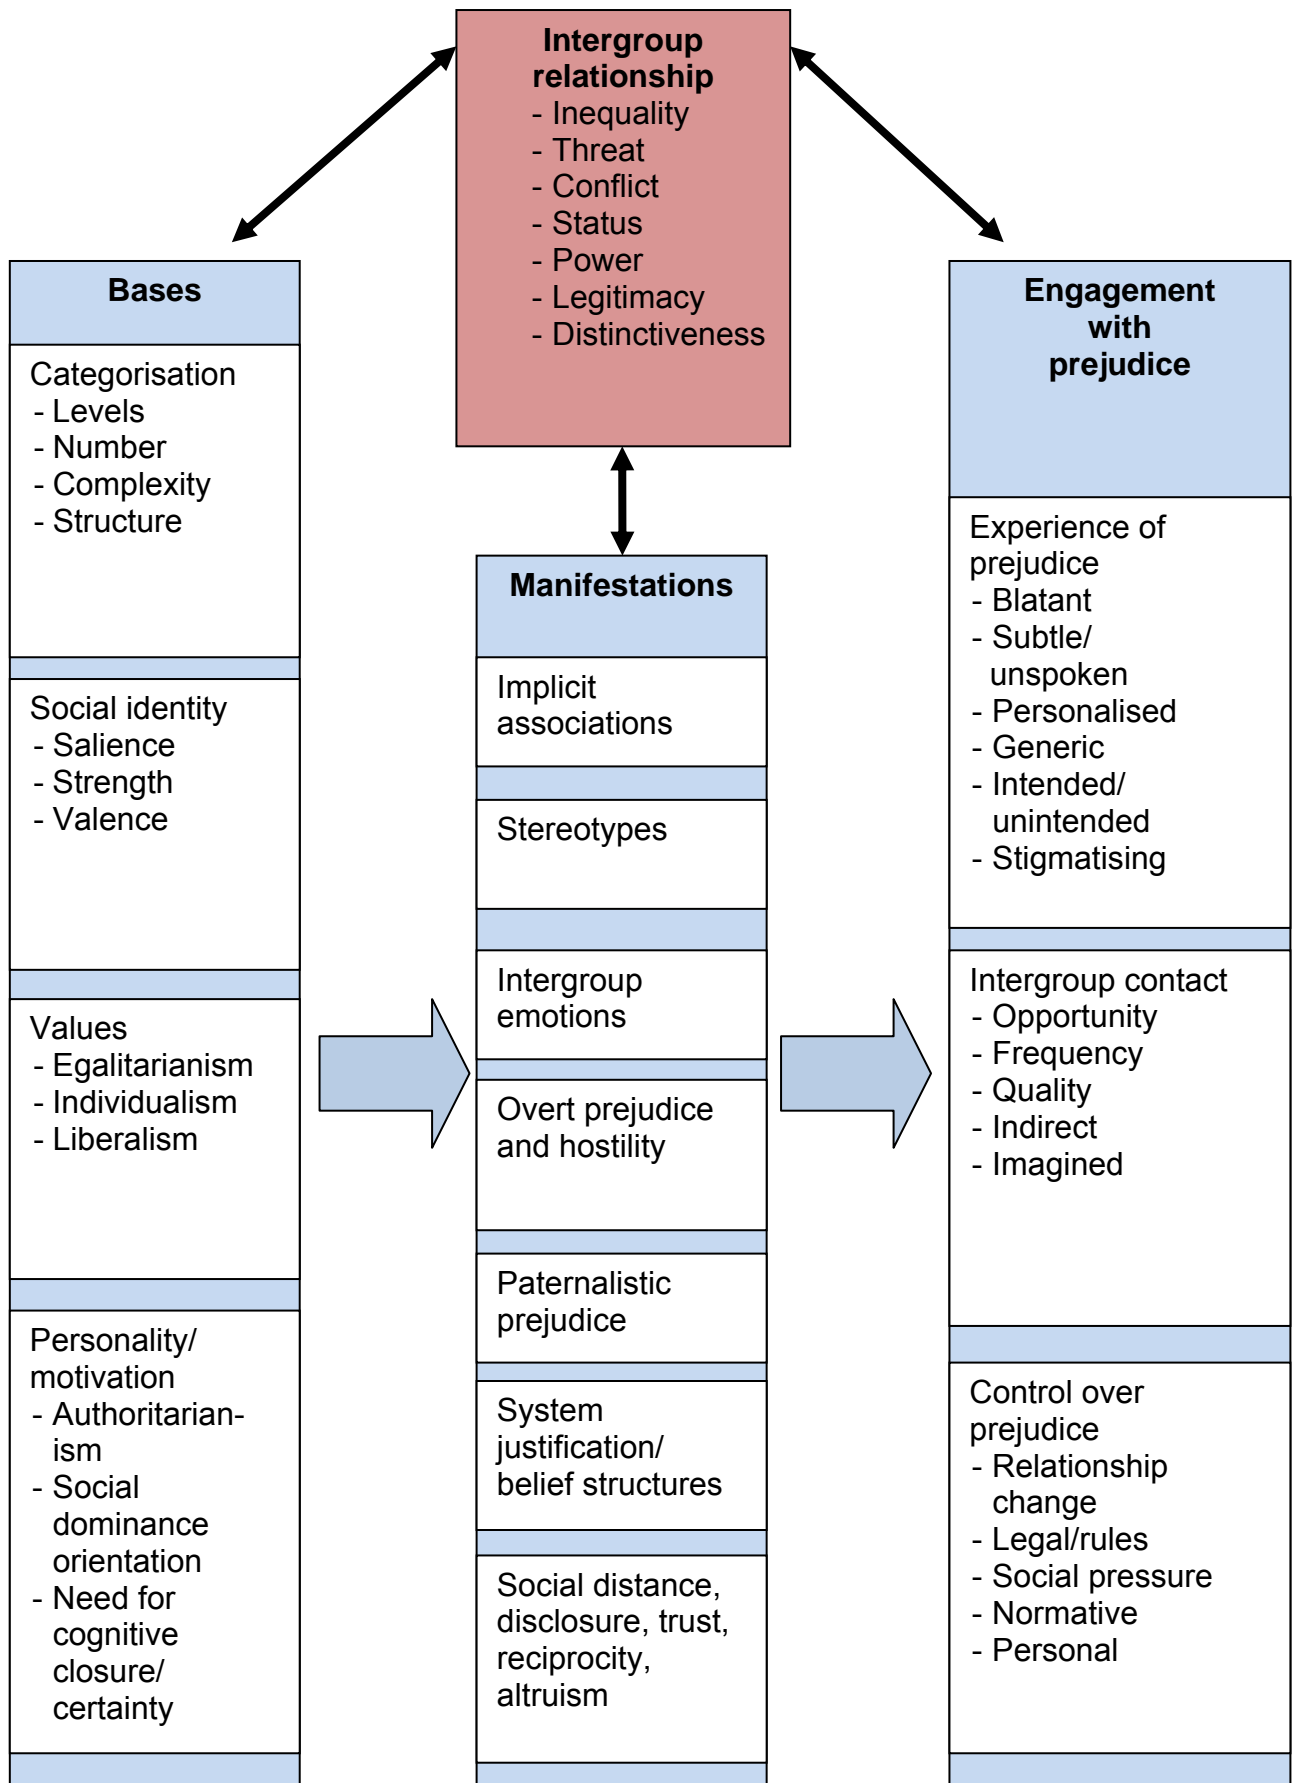 Intergroup
relationship
- Inequality
- Threat
- Conflict
- Status
- Power
- Legitimacy
- Distinctiveness
Bases
Categorisation
- Levels
- Number
- Complexity
- Structure
Social identity
- Salience
- Strength
- Valence
Values
- Egalitarianism
- Individualism
- Liberalism
Personality/
motivation
- Authoritarian-
ism
- Social
dominance
orientation
- Need for
cognitive
closure/
certainty
Manifestations
Implicit
associations
Stereotypes
Intergroup
emotions
Overt prejudice
and hostility
Paternalistic
prejudice
System
justification/
belief structures
Social distance,
disclosure, trust,
reciprocity,
altruism
Engagement
with
prejudice
Experience of
prejudice
- Blatant
- Subtle/
unspoken
- Personalised
- Generic
- Intended/
unintended
- Stigmatising
Intergroup contact
- Opportunity
- Frequency
- Quality
- Indirect
- Imagined
Control over
prejudice
- Relationship
change
- Legal/rules
- Social pressure
- Normative
- Personal